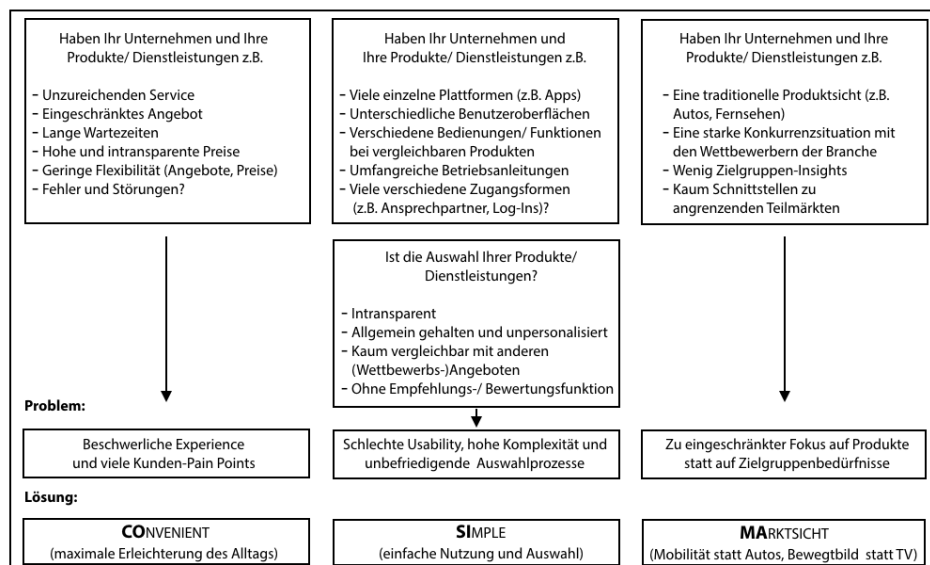 Haben Ihr Unternehmen und Ihre
Produkte/ Dienstleistungen z.B.
- Unzureichenden Service
- Eingeschränktes Angebot
- Lange Wartezeiten
- Hohe und intransparente Preise
- Geringe Flexibilität (Angebote, Preise)
- Fehler und Störungen?
Haben Ihr Unternehmen und
Ihre Produkte/ Dienstleistungen z.B.
- Viele einzelne Plattformen (z.B. Apps)
- Unterschiedliche Benutzeroberflächen
- Verschiedene Bedienungen/ Funktionen
bei vergleichbaren Produkten
- Umfangreiche Betriebsanleitungen
- Viele verschiedene Zugangsformen
(z.B. Ansprechpartner, Log-Ins)?
Haben Ihr Unternehmen und Ihre
Produkte/ Dienstleistungen z.B.
- Eine traditionelle Produktsicht (z.B.
Autos, Fernsehen)
- Eine starke Konkurrenzsituation mit
den Wettbewerbern der Branche
- Wenig Zielgruppen-Insights
- Kaum Schnittstellen zu
angrenzenden Teilmärkten
Ist die Auswahl Ihrer Produkte/
Dienstleistungen?
- Intransparent
- Allgemein gehalten und unpersonalisiert
- Kaum vergleichbar mit anderen
(Wettbewerbs-)Angeboten
- Ohne Empfehlungs-/ Bewertungsfunktion
Problem:
Beschwerliche Experience
und viele Kunden-Pain Points
Schlechte Usability, hohe Komplexität und
unbefriedigende Auswahlprozesse
Zu eingeschränkter Fokus auf Produkte
statt auf Zielgruppenbedürfnisse
Lösung:
CONVENIENT
(maximale Erleichterung des Alltags)
SIMPLE
(einfache Nutzung und Auswahl)
MARKTSICHT
(Mobilität statt Autos, Bewegtbild statt TV)